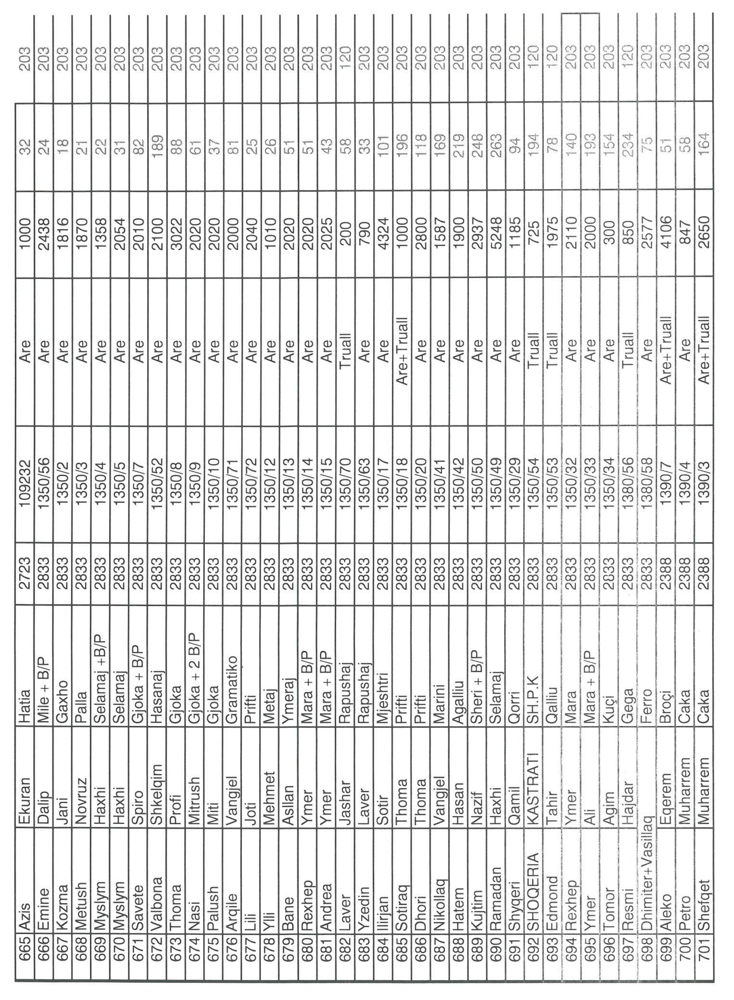 665 Azis Ekuran Hatia 2723 109232 Are 1000 32 203
666 Emine Dalip Mile + B/P 2833 1350/56 Are 2438 24 203
667 Kozma Jani Gaxho 2833 1350/2 Are 1816 18 203
668 Metush Novruz Palla 2833 1350/3 Are 1870 21 203
669 Myslym Haxhi Selamaj +B/P 2833 1350/4 Are 1358 22 203
670 Myslym Haxhi Selamaj 2833 1350/5 Are 2054 31 203
671 Savete Spiro Gjoka + B/P 2833 1350/7 Are 2010 82 203
672 Valbona Shkelqim Hasanaj 2833 1350/52 Are 2100 189 203
673 Thoma Profi Gjoka 2833 1350/8 Are 3022 88 203
674 Nasi Mitrush Gjoka + 2 B/P 2833 1350/9 Are 2020 61 203
675 Palush Miti Gjoka 2833 1350/10 Are 2020 37 203
676 Arqile Vangjel Gramatiko 2833 1350/71 Are 2000 81 203
677 Lili Joti Prifti 2833 1350/72 Are 2040 25 203
678 Ylli Mehmet Metaj 2833 1350/12 Are 1010 26 203
679 Bane Asllan Ymeraj 2833 1350/13 Are 2020 51 203
680 Rexhep Ymer Mara + B/P 2833 1350/14 Are 2020 51 203
681 Andrea Ymer Mara + B/P 2833 1350/15 Are 2025 43 203
682 Laver Jashar Rapushaj 2833 1350/70 Truall 200 58 120
683 Yzedin Laver Rapushaj 2833 1350/63 Are 790 33 203
684 Ilirjan Sotir Mjeshtri 2833 1350/17 Are 4324 101 203
685 Sotiraq Thoma Prifti 2833 1350/18 Are+Truall 1000 196 203
686 Dhori Thoma Prifti 2833 1350/20 Are 2800 118 203
687 Nikollaq Vangjel Marini 2833 1350/41 Are 1587 169 203
688 Hatem Hasan Agalliu 2833 1350/42 Are 1900 219 203
689 Kujtim Nazif Sheri + B/P 2833 1350/50 Are 2937 248 203
690 Ramadan Haxhi Selamaj 2833 1350/49 Are 5248 263 203
691 Shyqeri Qamil Qorri 2833 1350/29 Are 1185 94 203
692 SHOQERIA KASTRATI SH.P.K 2833 1350/54 Truall 725 194 120
693 Edmond Tahir Qalliu 2833 1350/53 Truall 1975 78 120
694 Rexhep Ymer Mara 2833 1350/32 Are 2110 140 203
695 Ymer Ali Mara + B/P 2833 1350/33 Are 2000 193 203
696 Tomor Agim Kuçi 2833 1350/34 Are 300 154 203
697 Resmi Hajdar Gega 2833 1380/56 Truall 850 234 120
698 Dhimiter+Vasillaq Ferro 2833 1380/58 Are 2577 75 203
699 Aleko Eqerem Broçi 2388 1390/7 Are+Truall 4106 51 203
700 Petro Muharrem Caka 2388 1390/4 Are 847 58 203
701 Shefqet Muharrem Caka 2388 1390/3 Are+Truall 2650 164 203